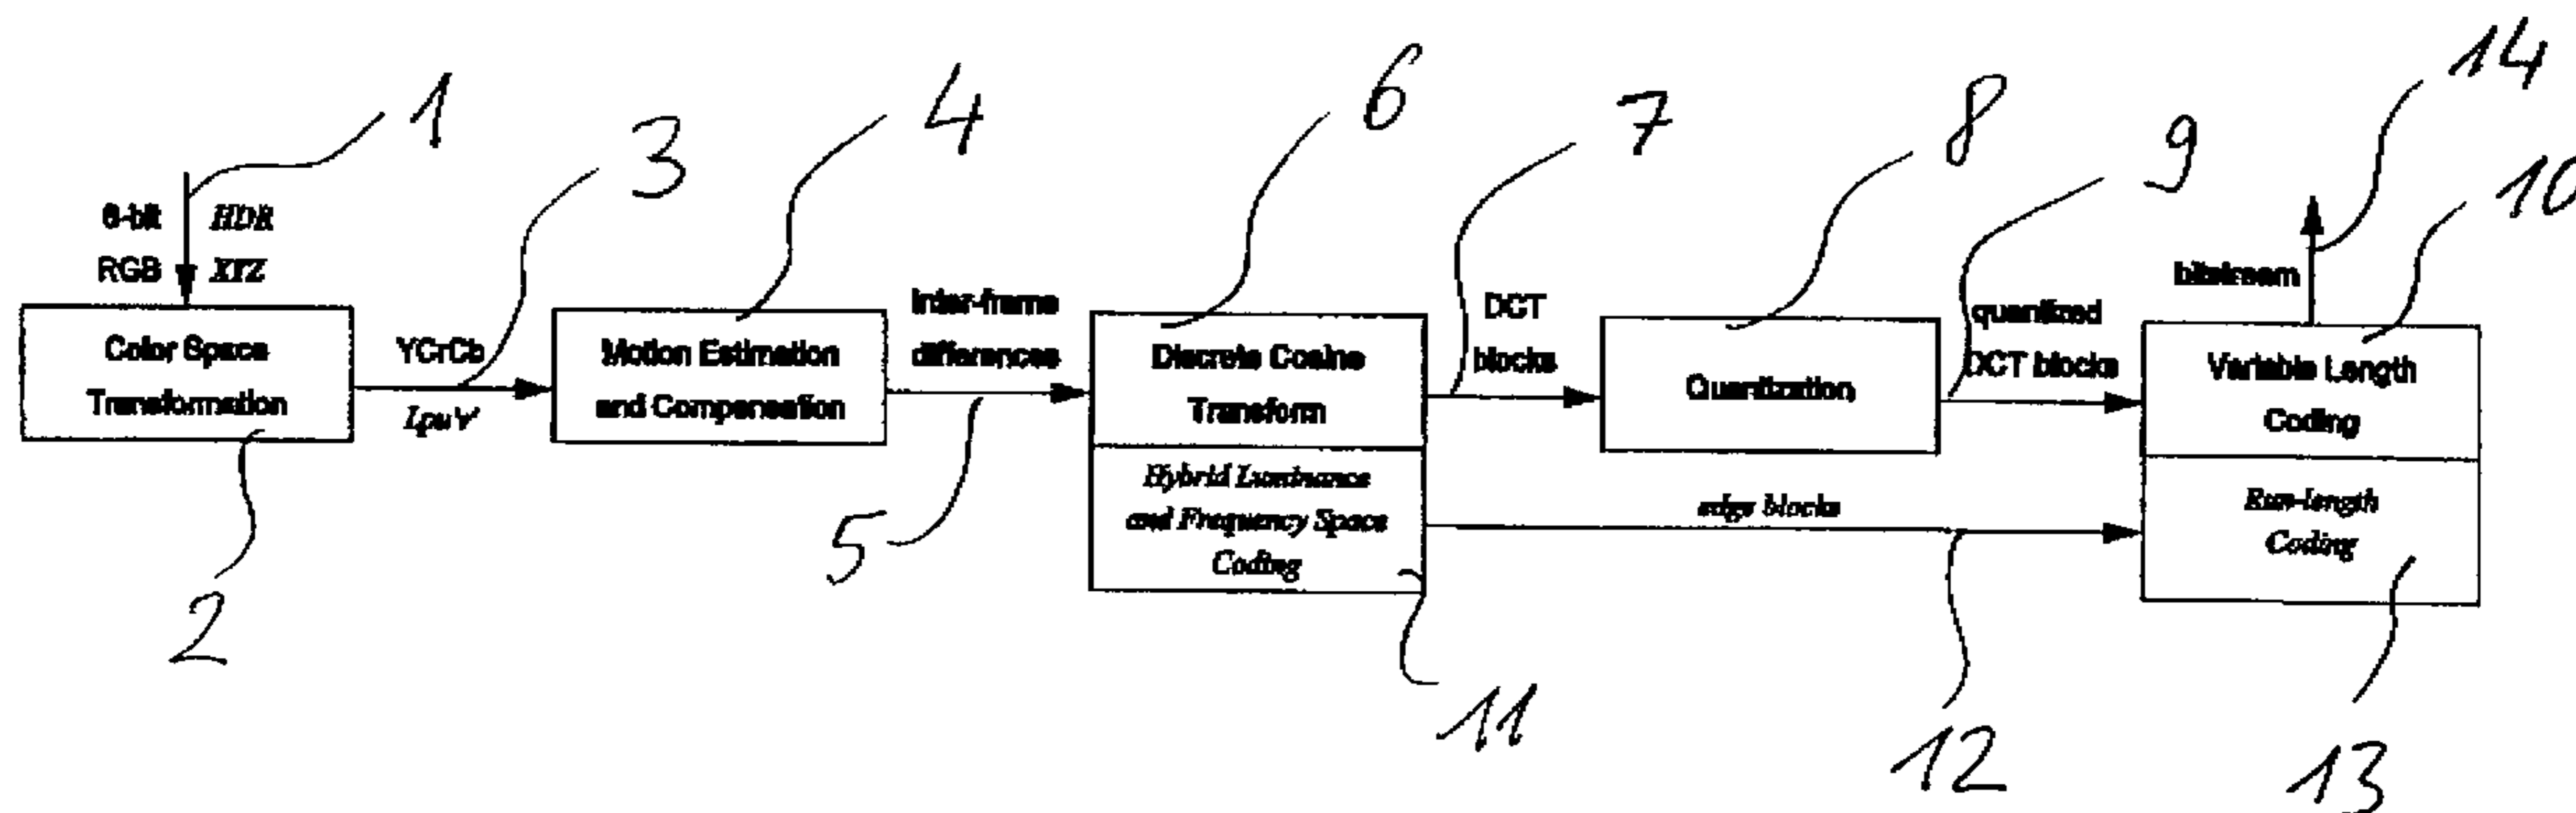 1
3
4
6
7
8
9
14
10
8-bit HDR
RGB XYZ
Color Space
Transformation
YCrCb
Lpu'v'
Motion Estimation
and Compensation
inter-frame
differences
Discrete Cosine
Transform
Hybrid Luminance
and Frequency Space
Coding
DCT
blocks
Quantization
quantized
DCT blocks
edge blocks
bitstream
Variable Length
Coding
Run-length
Coding
2
5
11
12
13